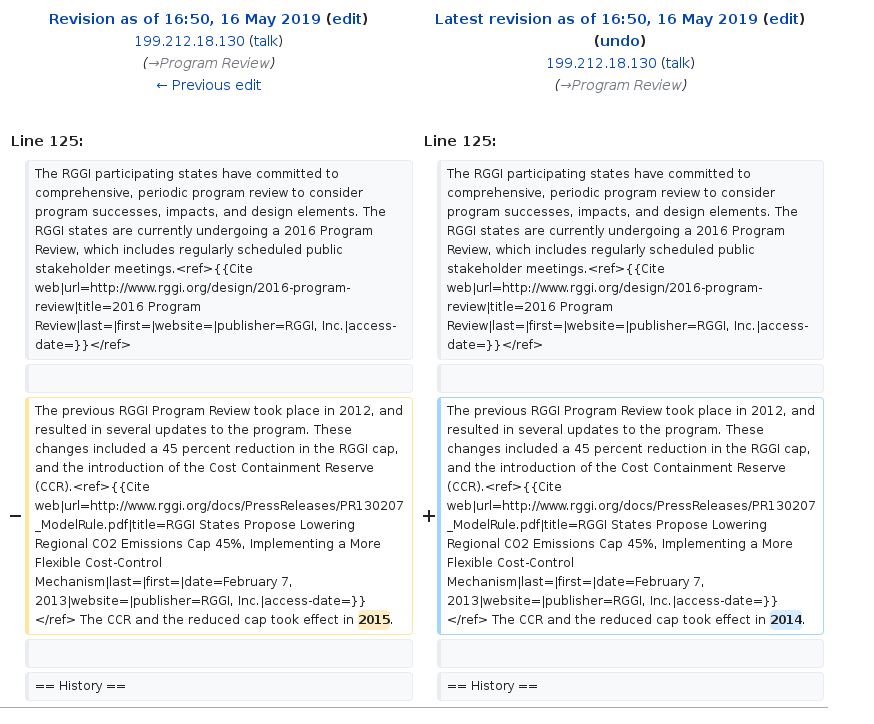 Revision as of 16:50, 16 May 2019 (edit)
199.212.18.130 (talk)
(→Program Review)
← Previous edit
Latest revision as of 16:50, 16 May 2019 (edit)
(undo)
199.212.18.130 (talk)
(→Program Review)
Line 125:
Line 125:
The RGGI participating states have committed to
comprehensive, periodic program review to consider
program successes, impacts, and design elements. The
RGGI states are currently undergoing a 2016 Program
Review, which includes regularly scheduled public
stakeholder meetings.<ref>{{Cite
web|url=http://www.rggi.org/design/2016-program-
review|title=2016 Program
Review|last=|first=|website=|publisher=RGGI, Inc.|access-
date=}}</ref>
The RGGI participating states have committed to
comprehensive, periodic program review to consider
program successes, impacts, and design elements. The
RGGI states are currently undergoing a 2016 Program
Review, which includes regularly scheduled public
stakeholder meetings.<ref>{{Cite
web|url=http://www.rggi.org/design/2016-program-
review|title=2016 Program
Review|last=|first=|website=|publisher=RGGI, Inc.|access-
date=}}</ref>
−
The previous RGGI Program Review took place in 2012, and
resulted in several updates to the program. These
changes included a 45 percent reduction in the RGGI cap,
and the introduction of the Cost Containment Reserve
(CCR).<ref>{{Cite
web|url=http://www.rggi.org/docs/PressReleases/PR130207
_ModelRule.pdf|title=RGGI States Propose Lowering
Regional CO2 Emissions Cap 45%, Implementing a More
Flexible Cost-Control
Mechanism|last=|first=|date=February 7,
2013|website=|publisher=RGGI, Inc.|access-date=}}
</ref> The CCR and the reduced cap took effect in 2015.
+
The previous RGGI Program Review took place in 2012, and
resulted in several updates to the program. These
changes included a 45 percent reduction in the RGGI cap,
and the introduction of the Cost Containment Reserve
(CCR).<ref>{{Cite
web|url=http://www.rggi.org/docs/PressReleases/PR130207
_ModelRule.pdf|title=RGGI States Propose Lowering
Regional CO2 Emissions Cap 45%, Implementing a More
Flexible Cost-Control
Mechanism|last=|first=|date=February 7,
2013|website=|publisher=RGGI, Inc.|access-date=}}
</ref> The CCR and the reduced cap took effect in 2014.
== History ==
== History ==